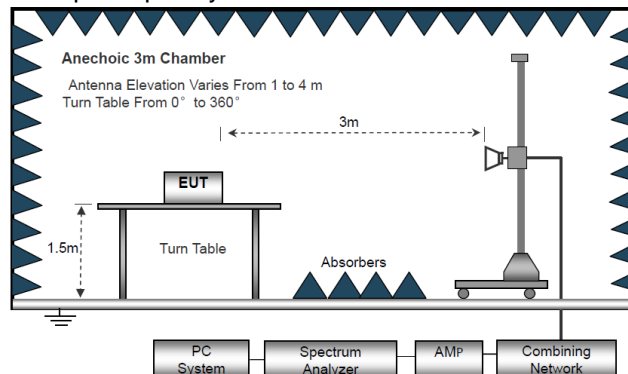 Anechoic 3m Chamber
Antenna Elevation Varies From 1 to 4 m
Turn Table From 0° to 360°
3m
EUT
1.5m
Turn Table
Absorbers
PC
System
Spectrum
Analyzer
AMP
Combining
Network